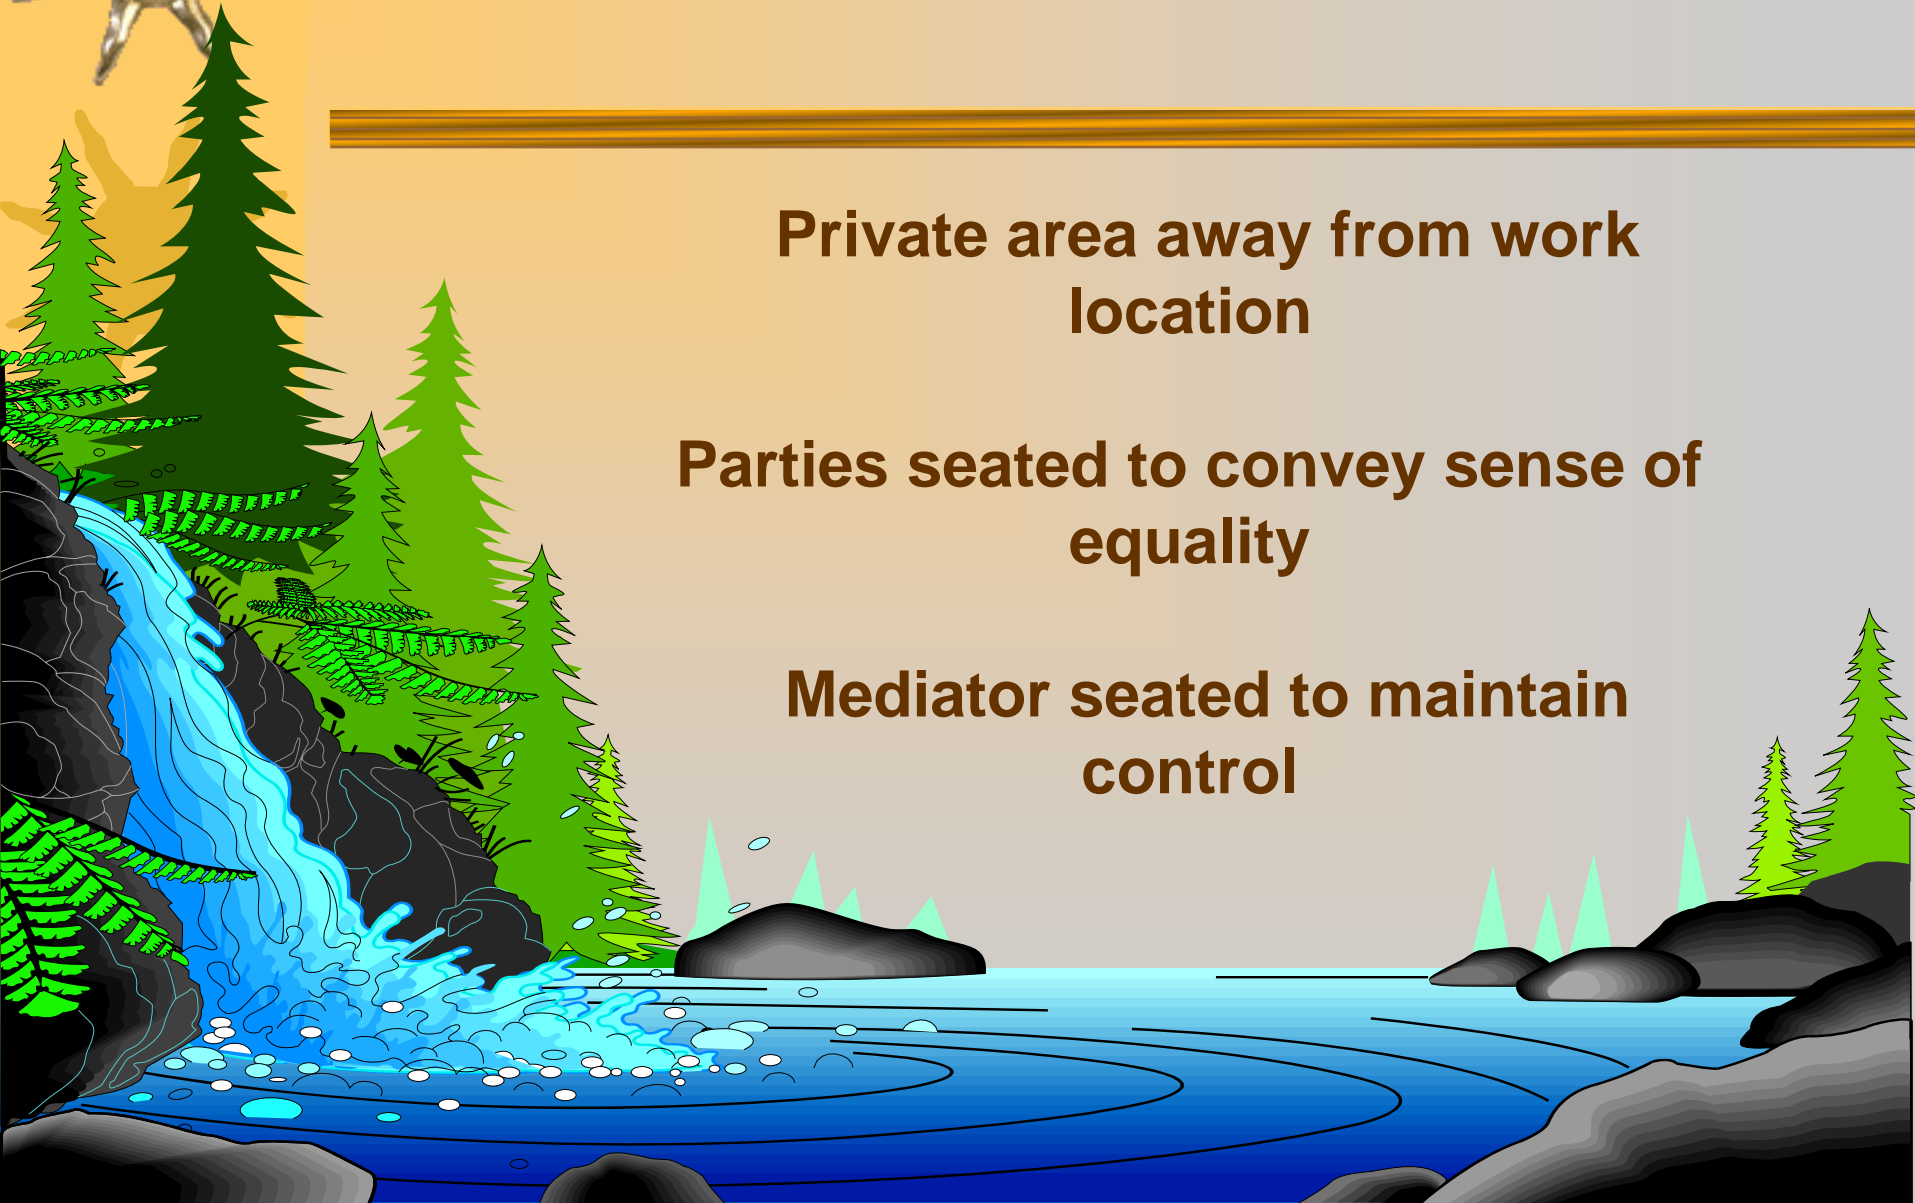 Private area away from work
location
Parties seated to convey sense of
equality
Mediator seated to maintain
control